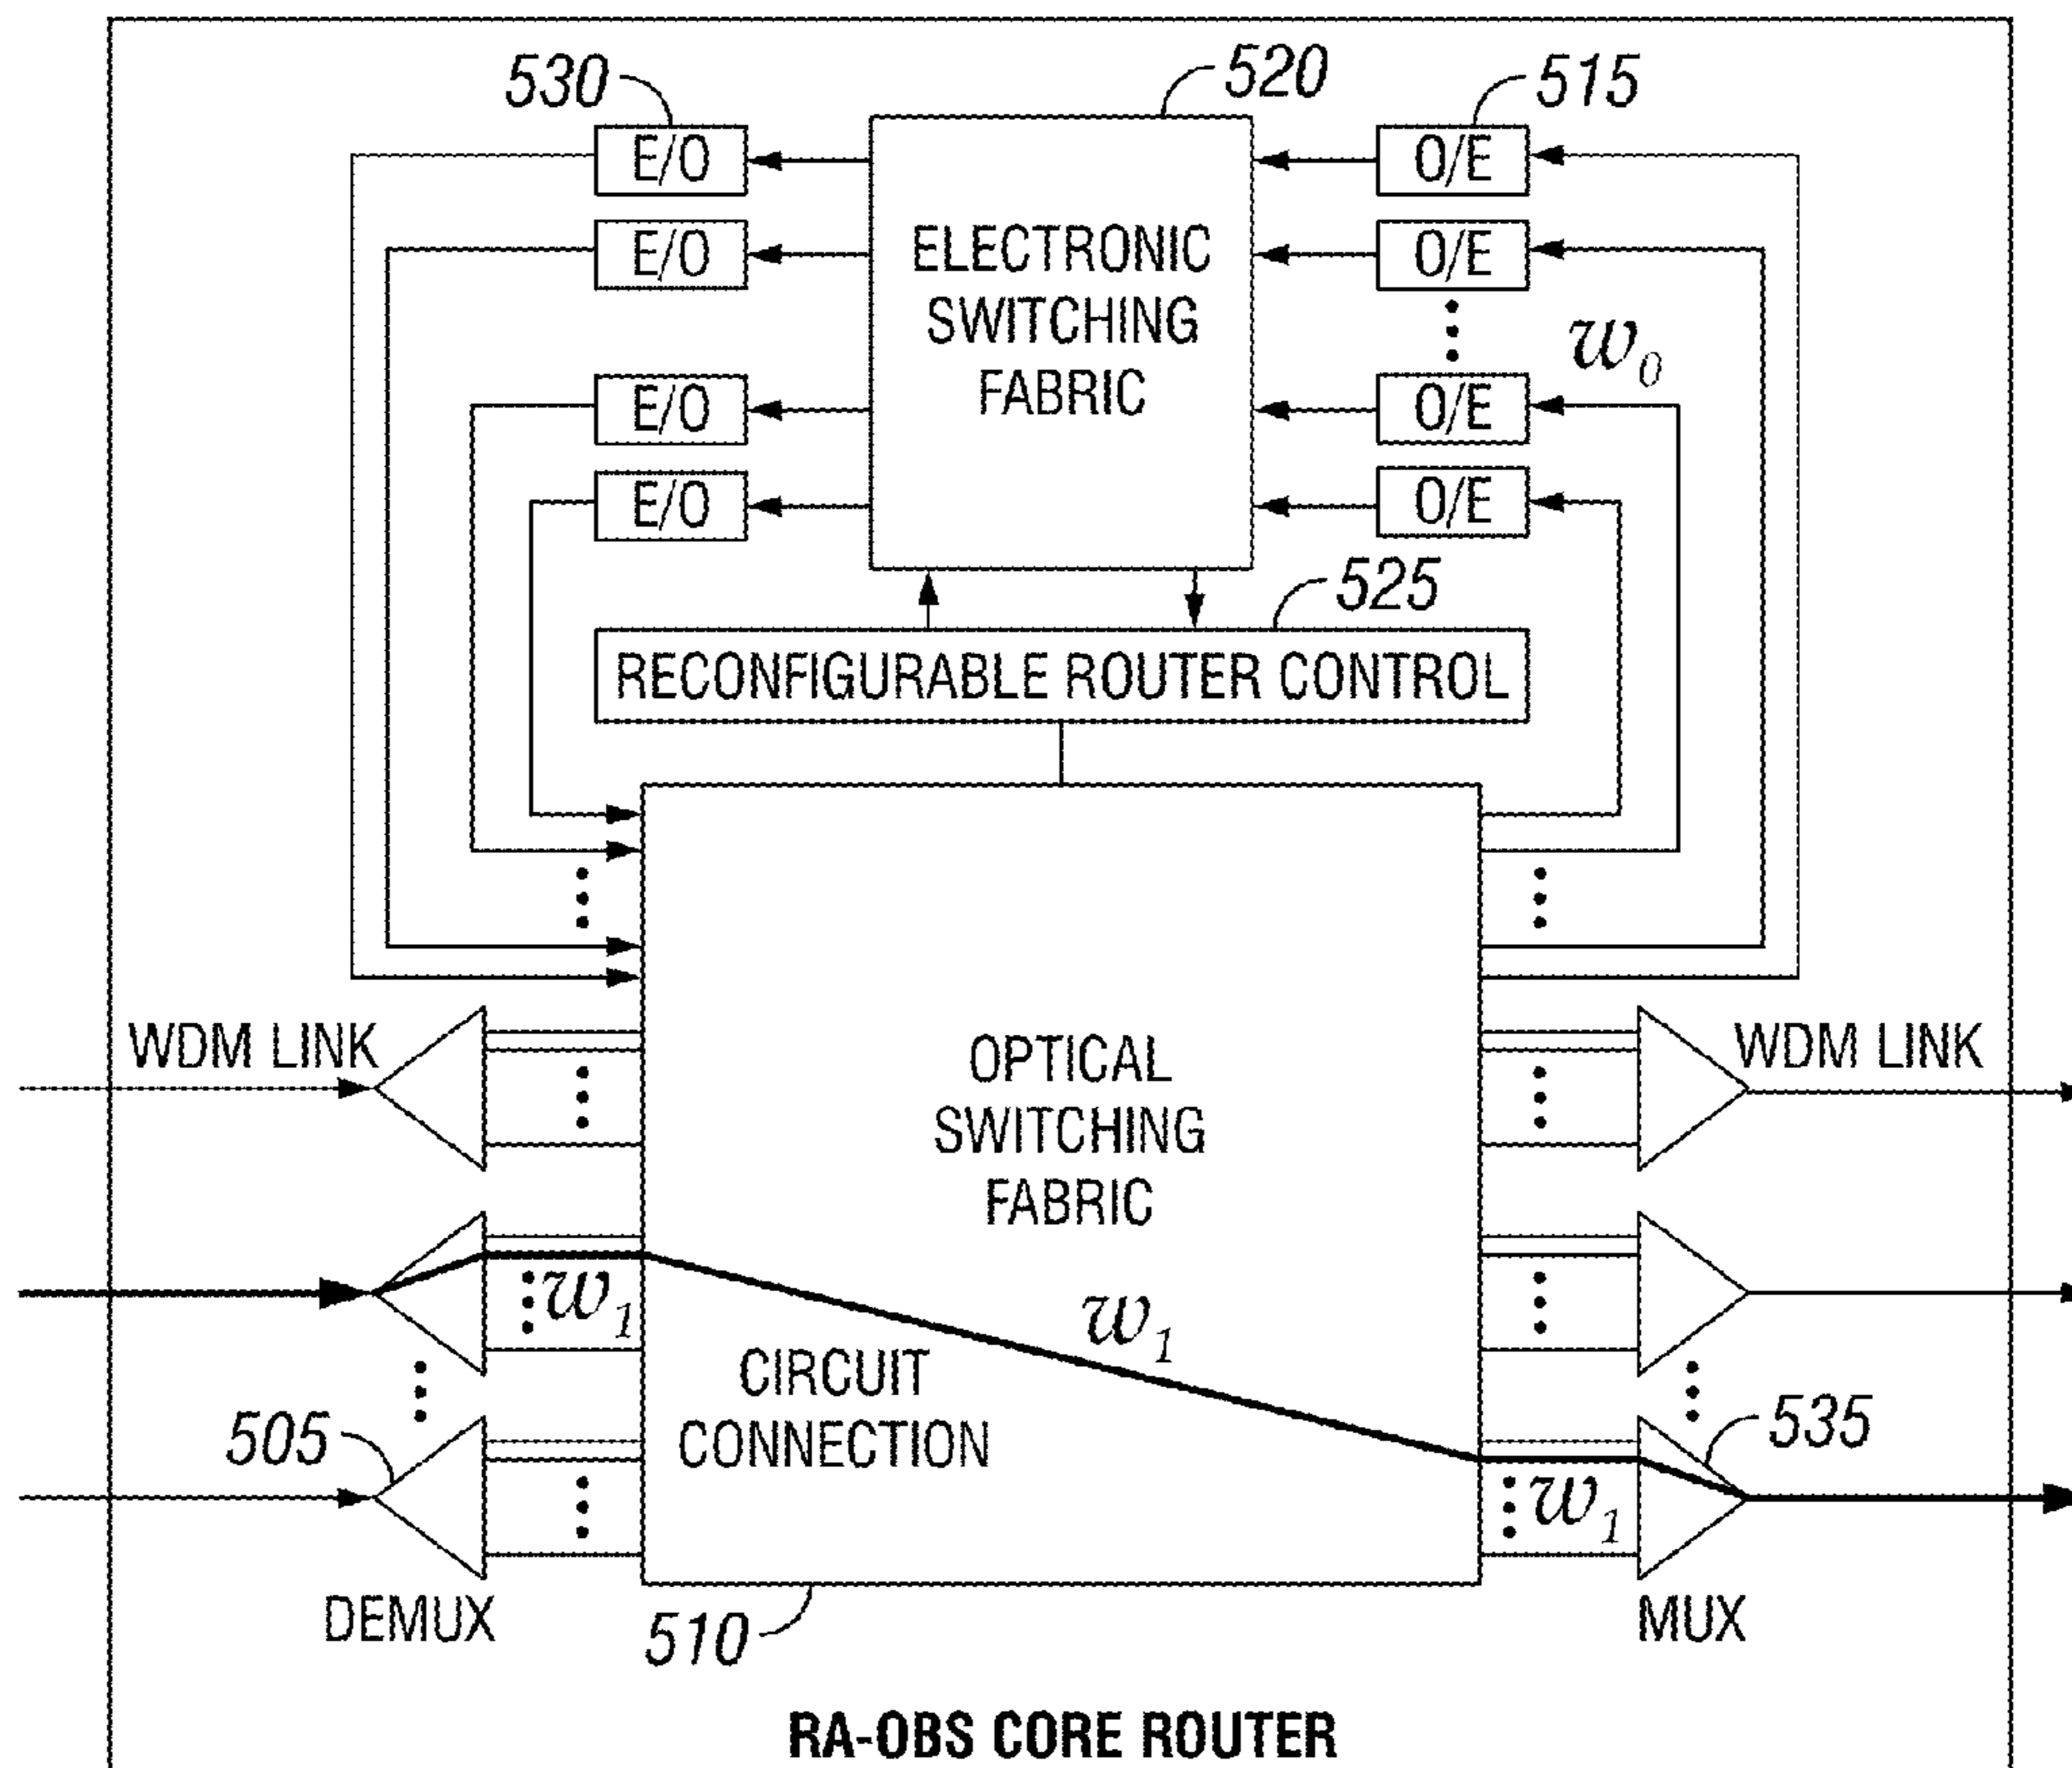 530
520
515
E/O
O/E
E/O
O/E
ELECTRONIC
SWITCHING
FABRIC
w0
E/O
O/E
E/O
O/E
525
RECONFIGURABLE ROUTER CONTROL
WDM LINK
WDM LINK
OPTICAL
SWITCHING
FABRIC
w1
w1
CIRCUIT
CONNECTION
505
535
w1
DEMUX
510
MUX
RA-OBS CORE ROUTER